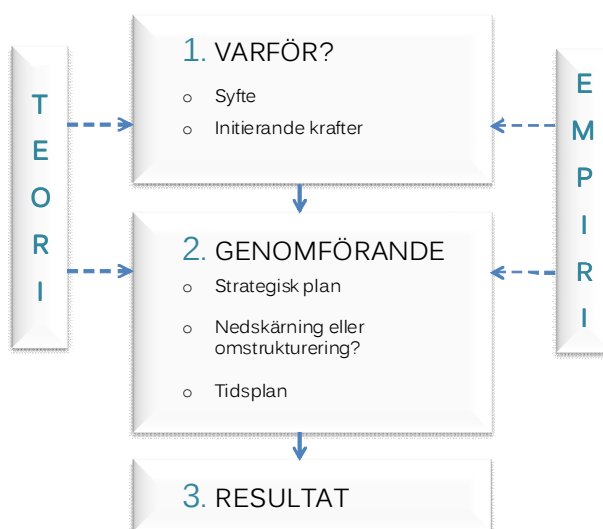 1. VARFÖR?
o Syfte
o Initierande krafter
T
E
O
R
I
E
M
P
I
R
I
2. GENOMFÖRANDE
o Strategisk plan
o Nedskärning eller
omstrukturering?
o Tidsplan
3. RESULTAT